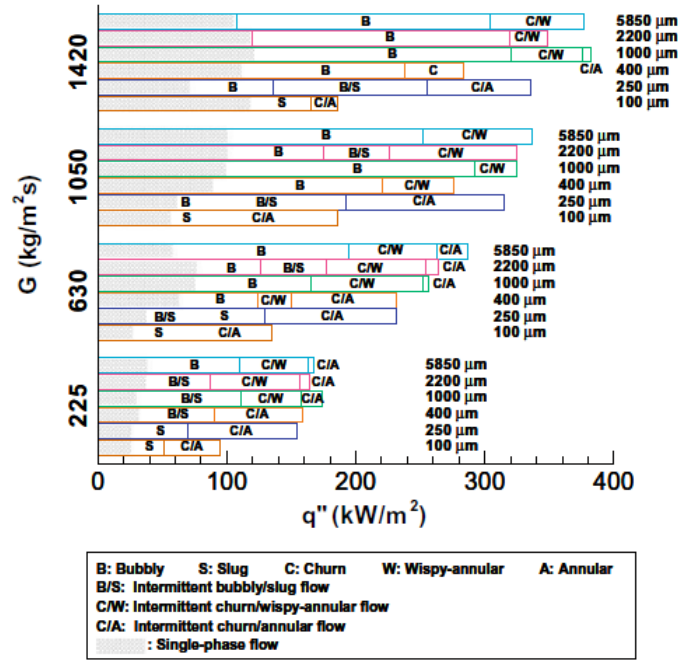 B C/W 5850 μm
B C/W 2200 μm
B C/W 1000 μm
B C C/A 400 μm
B B/S C/A 250 μm
S C/A 100 μm
1420
B C/W 5850 μm
B B/S C/W 2200 μm
B C/W 1000 μm
B C/W 400 μm
B B/S C/A 250 μm
S C/A 100 μm
1050
B C/W C/A 5850 μm
B B/S C/W C/A 2200 μm
B C/W C/A 1000 μm
B C/W C/A 400 μm
B/S S C/A 250 μm
S C/A 100 μm
630
B C/W C/A 5850 μm
B/S C/W C/A 2200 μm
B/S C/W C/A 1000 μm
B/S C/A 400 μm
S C/A 250 μm
S C/A 100 μm
225
G (kg/m²s)
0 100 200 300 400
q" (kW/m²)
B: Bubbly S: Slug C: Churn W: Wispy-annular A: Annular
B/S: Intermittent bubbly/slug flow
C/W: Intermittent churn/wispy-annular flow
C/A: Intermittent churn/annular flow
: Single-phase flow